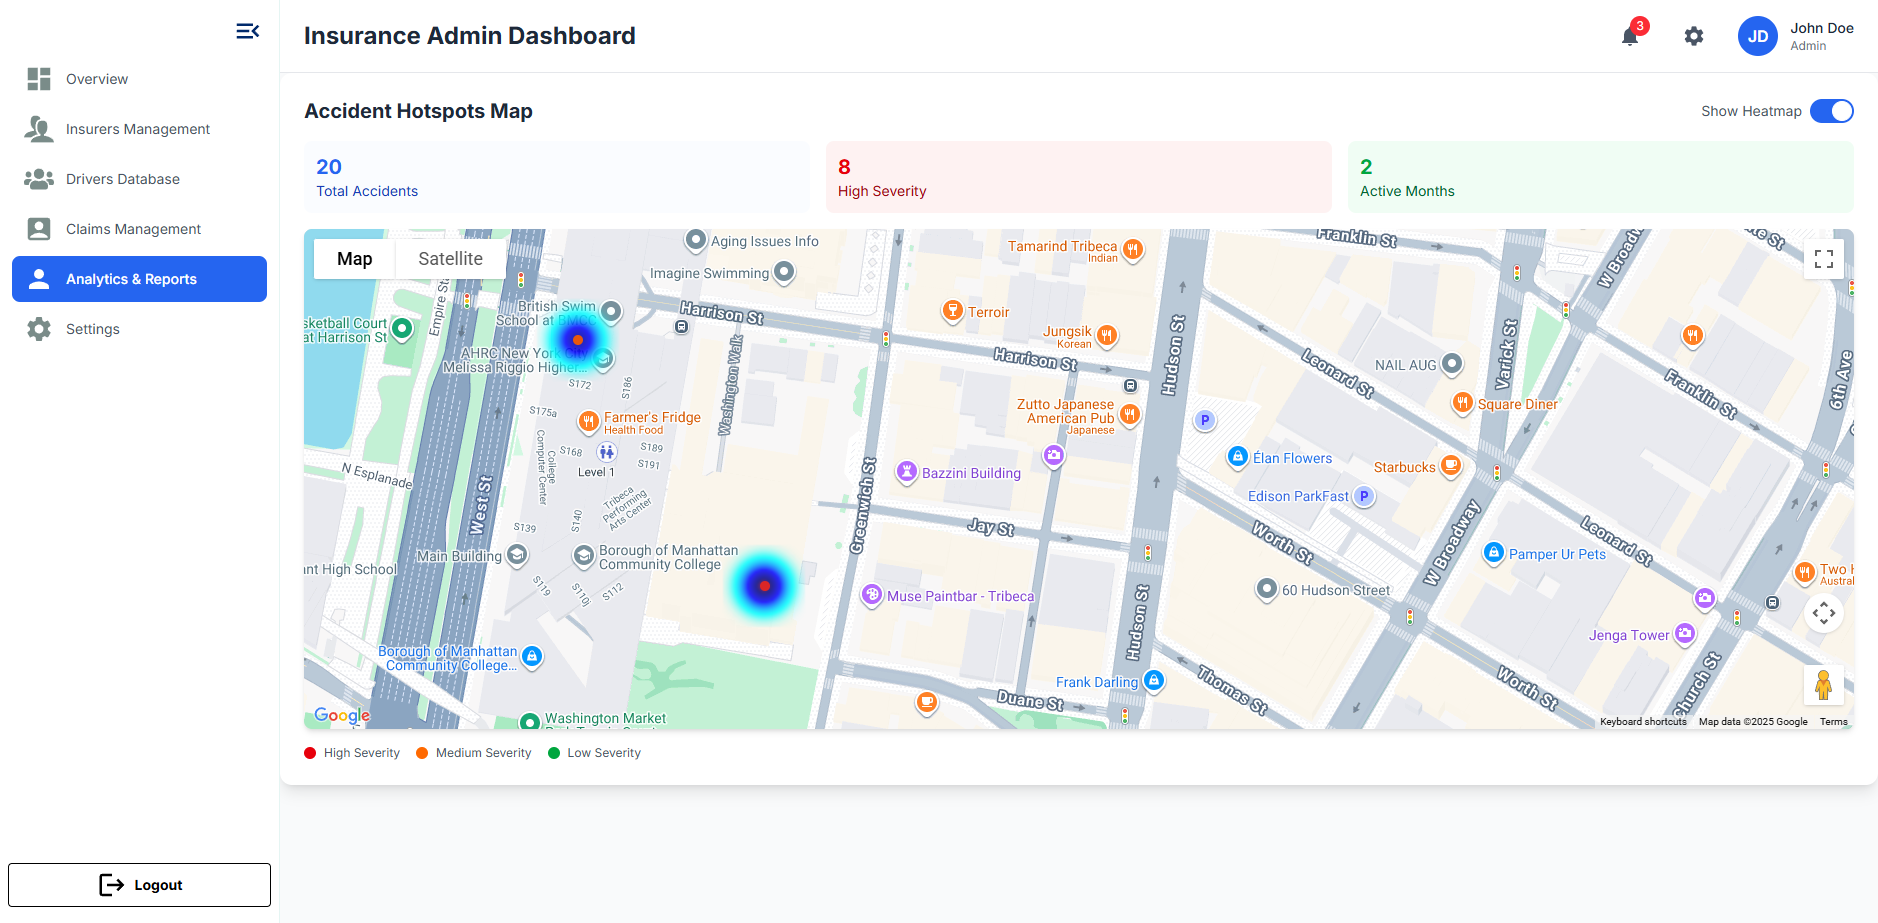 Insurance Admin Dashboard
3
JD
John Doe
Admin
Overview
Insurers Management
Drivers Database
Claims Management
Analytics & Reports
Settings
Logout
Accident Hotspots Map
Show Heatmap
20
Total Accidents
8
High Severity
2
Active Months
Map
Satellite
Aging Issues Info
Imagine Swimming
Tamarind Tribeca
Indian
Franklin St
W Broadway
British Swim
School at BMCC
Harrison St
Terroir
Jungsik
Korean
Harrison St
Hudson St
Leonard St
NAIL AUG
Varick St
Franklin St
6th Ave
sketball Court
at Harrison St
Empire St
AHRC New York City
Melissa Riggio Higher...
S172
S186
Washington Walk
S175a
Farmer's Fridge
Health Food
Zutto Japanese
American Pub
Japanese
P
Square Diner
S168
S189
S191
Level 1
College
Computer Center
N Esplanade
West St
Bazzini Building
Greenwich St
Élan Flowers
Starbucks
Edison ParkFast
P
Tribeca
Performing
Arts Center
S140
S139
Jay St
Worth St
W Broadway
Leonard St
Main Building
Borough of Manhattan
Community College
Pamper Ur Pets
ant High School
S119
S110j
S112
Muse Paintbar - Tribeca
60 Hudson Street
Two
Austral
Hudson St
Jenga Tower
Borough of Manhattan
Community College...
Frank Darling
Thomas St
Worth St
Church St
Duane St
Google
Washington Market
Keyboard shortcuts
Map data ©2025 Google
Terms
High Severity
Medium Severity
Low Severity